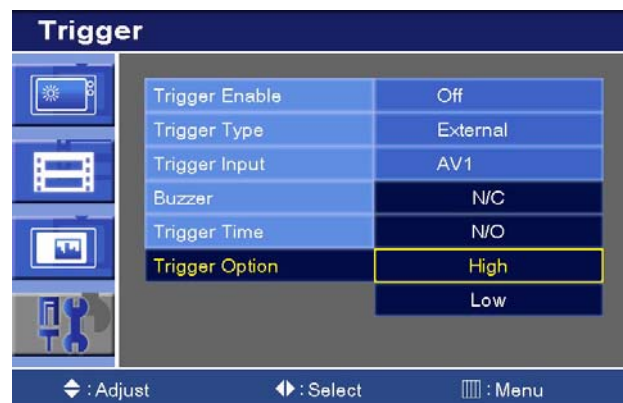 Trigger
Trigger Enable Off
Trigger Type External
Trigger Input AV1
Buzzer N/C
Trigger Time N/O
Trigger Option High
Low
: Adjust : Select : Menu